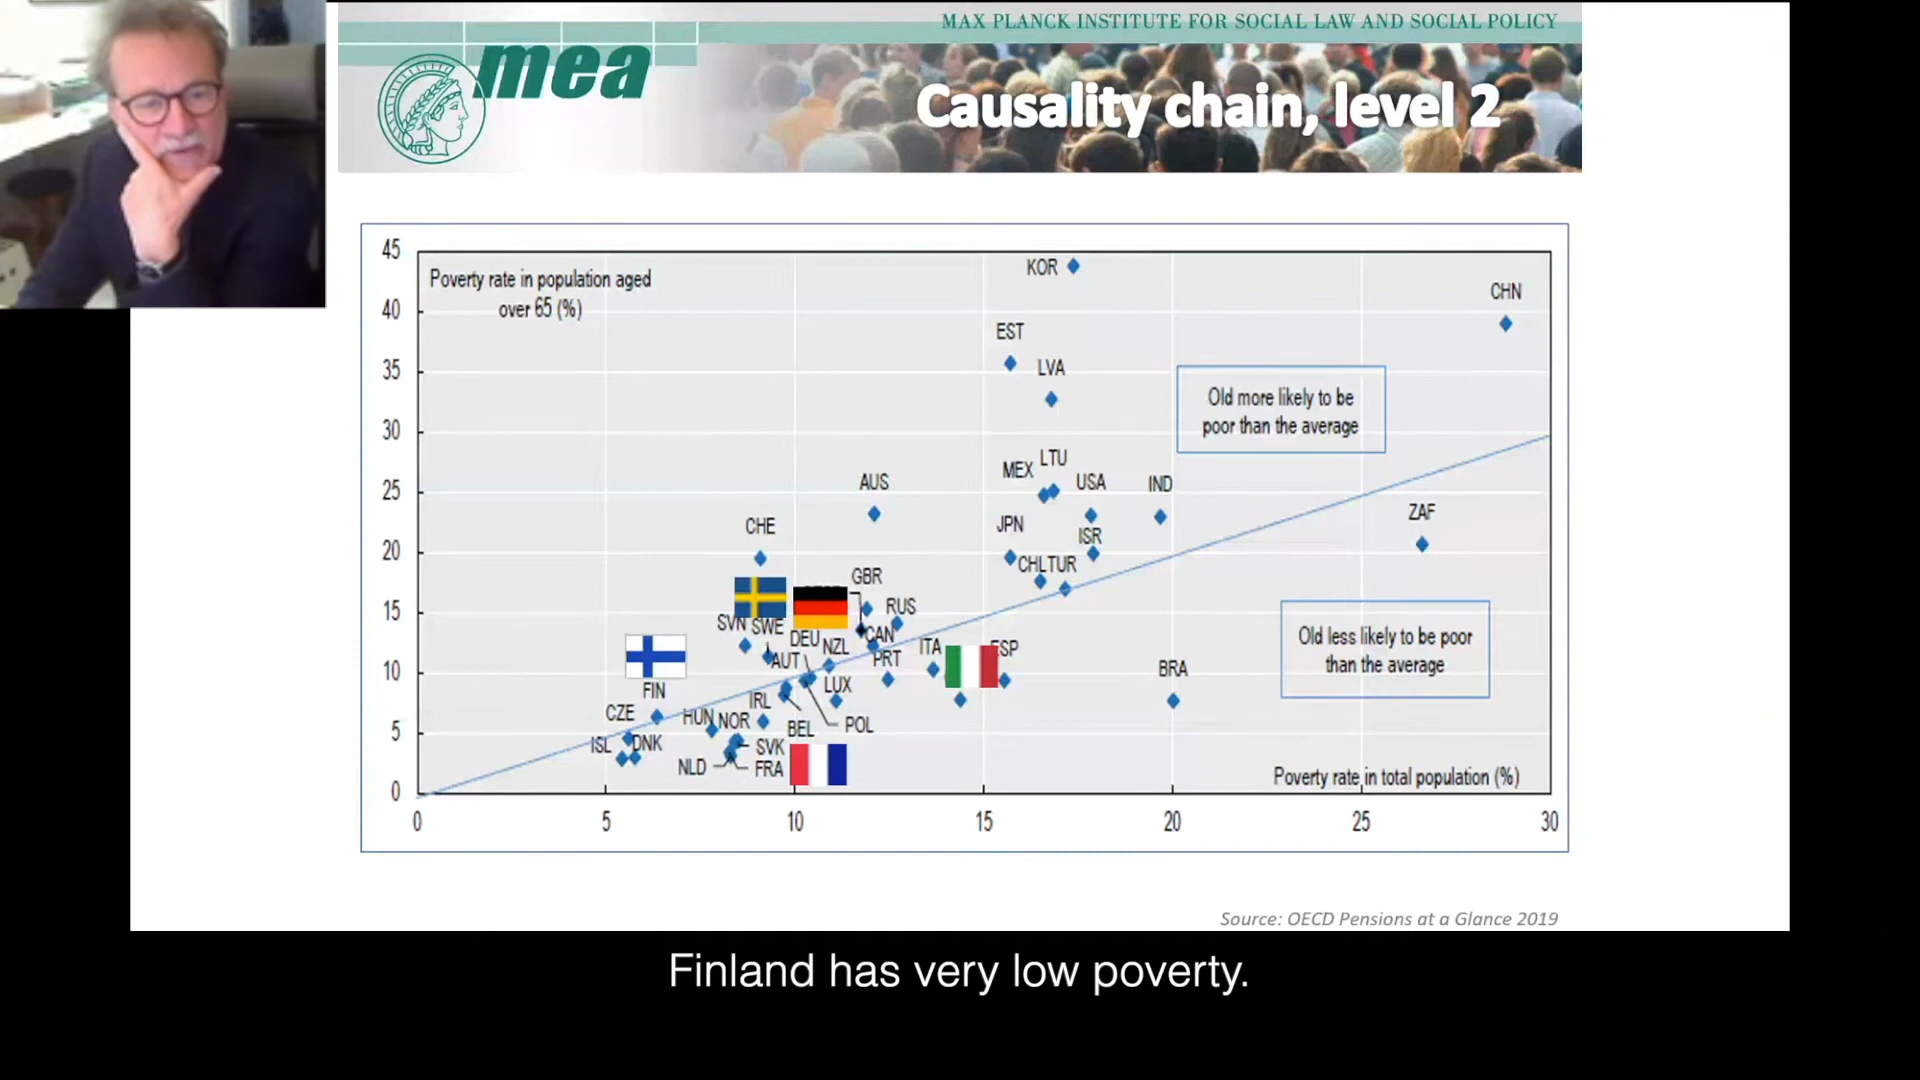 MAX PLANCK INSTITUTE FOR SOCIAL LAW AND SOCIAL POLICY
mea
Causality chain, level 2
45
40
35
30
25
20
15
10
5
0
Poverty rate in population aged
over 65 (%)
KOR
CHN
EST
LVA
Old more likely to be
poor than the average
LTU
MEX
USA
IND
AUS
ZAF
CHE
JPN
ISR
CHL
TUR
GBR
RUS
SVN
SWE
DEU
CAN
NZL
ITA
ESP
Old less likely to be poor
than the average
AUT
PRT
BRA
FIN
LUX
IRL
CZE
HUN
NOR
BEL
POL
ISL
DNK
SVK
NLD
FRA
Poverty rate in total population (%)
0
5
10
15
20
25
30
Source: OECD Pensions at a Glance 2019
Finland has very low poverty.